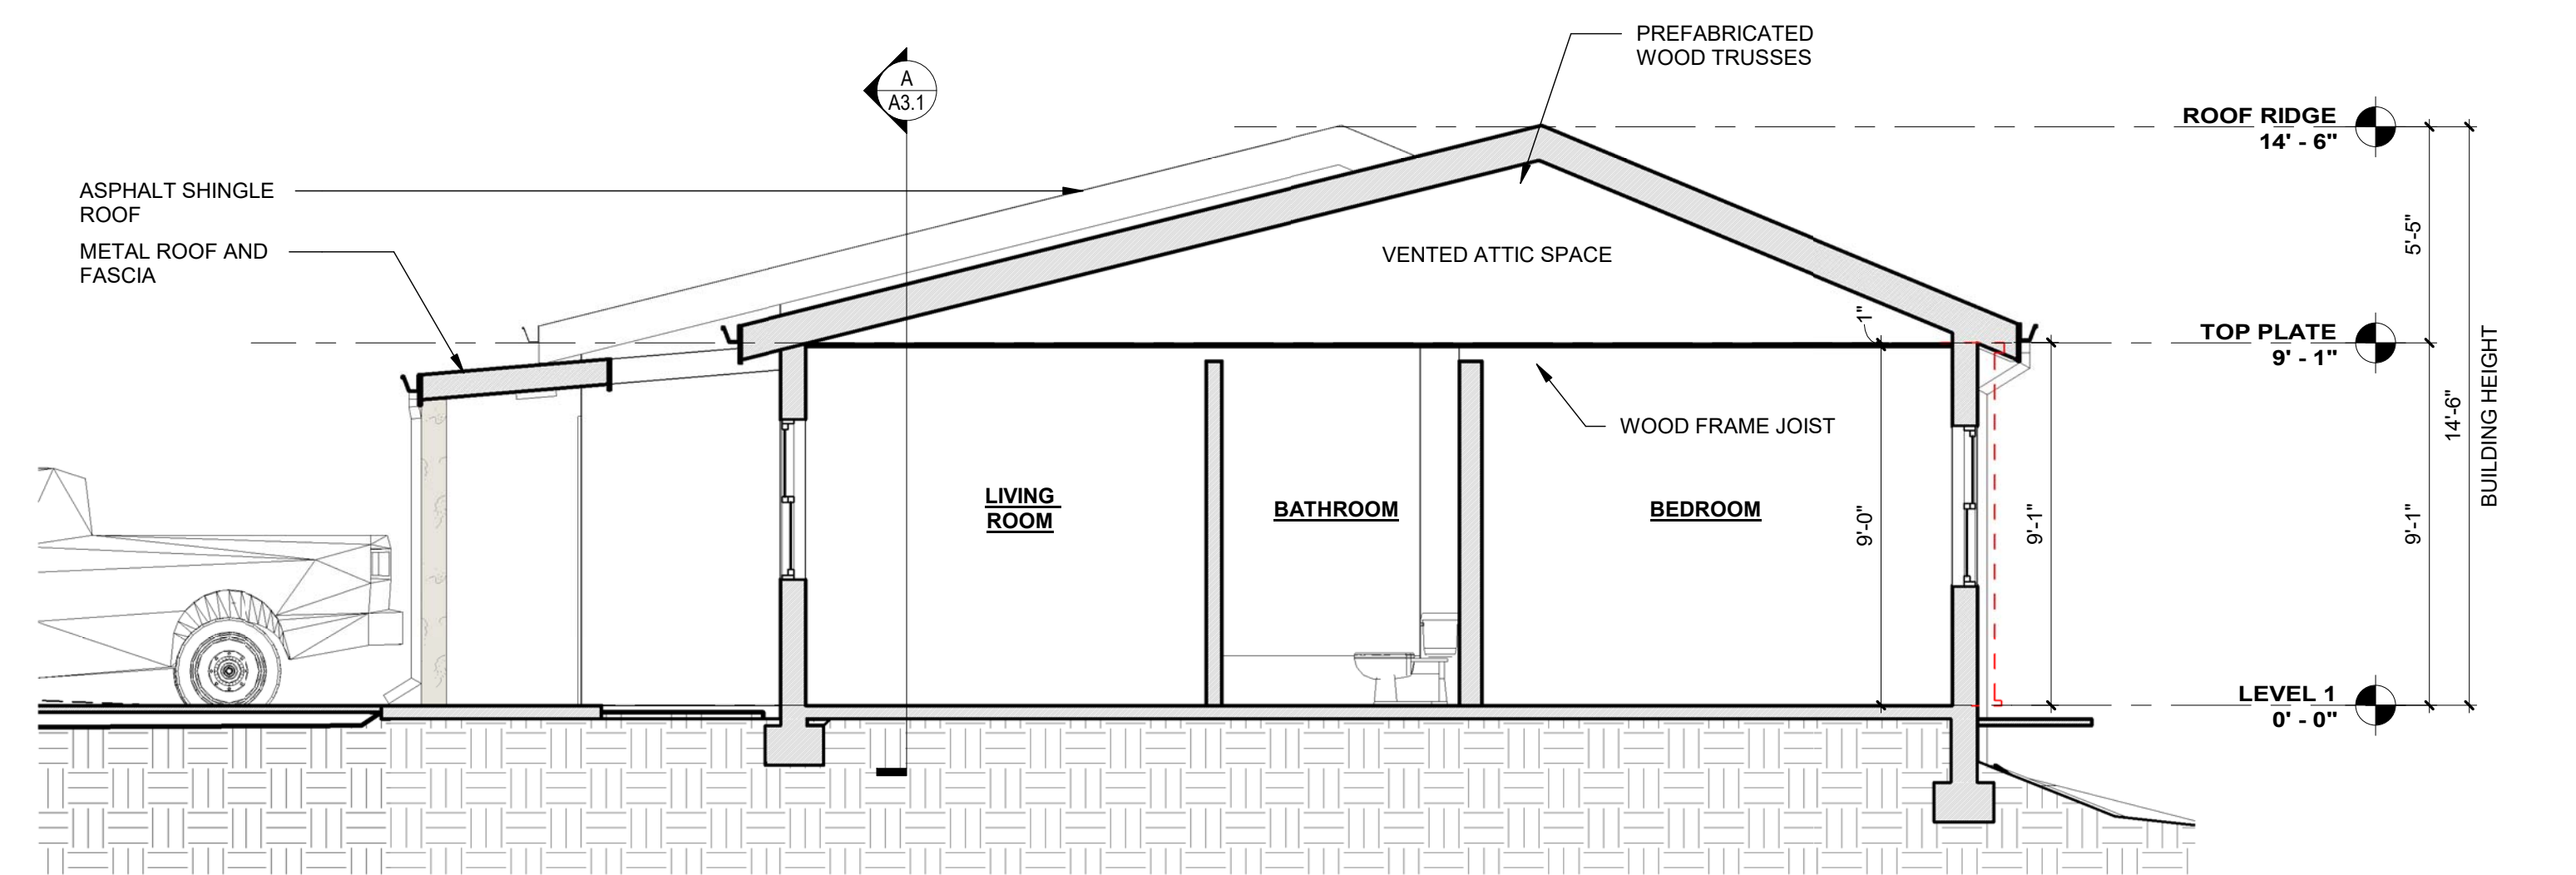 PREFABRICATED
WOOD TRUSSES
A
A3.1
ROOF RIDGE
14' - 6"
ASPHALT SHINGLE
ROOF
METAL ROOF AND
FASCIA
VENTED ATTIC SPACE
5'-5"
1"
TOP PLATE
9' - 1"
WOOD FRAME JOIST
14'-6"
BUILDING HEIGHT
LIVING
ROOM
BATHROOM
BEDROOM
9'-0"
9'-1"
9'-1"
LEVEL 1
0' - 0"